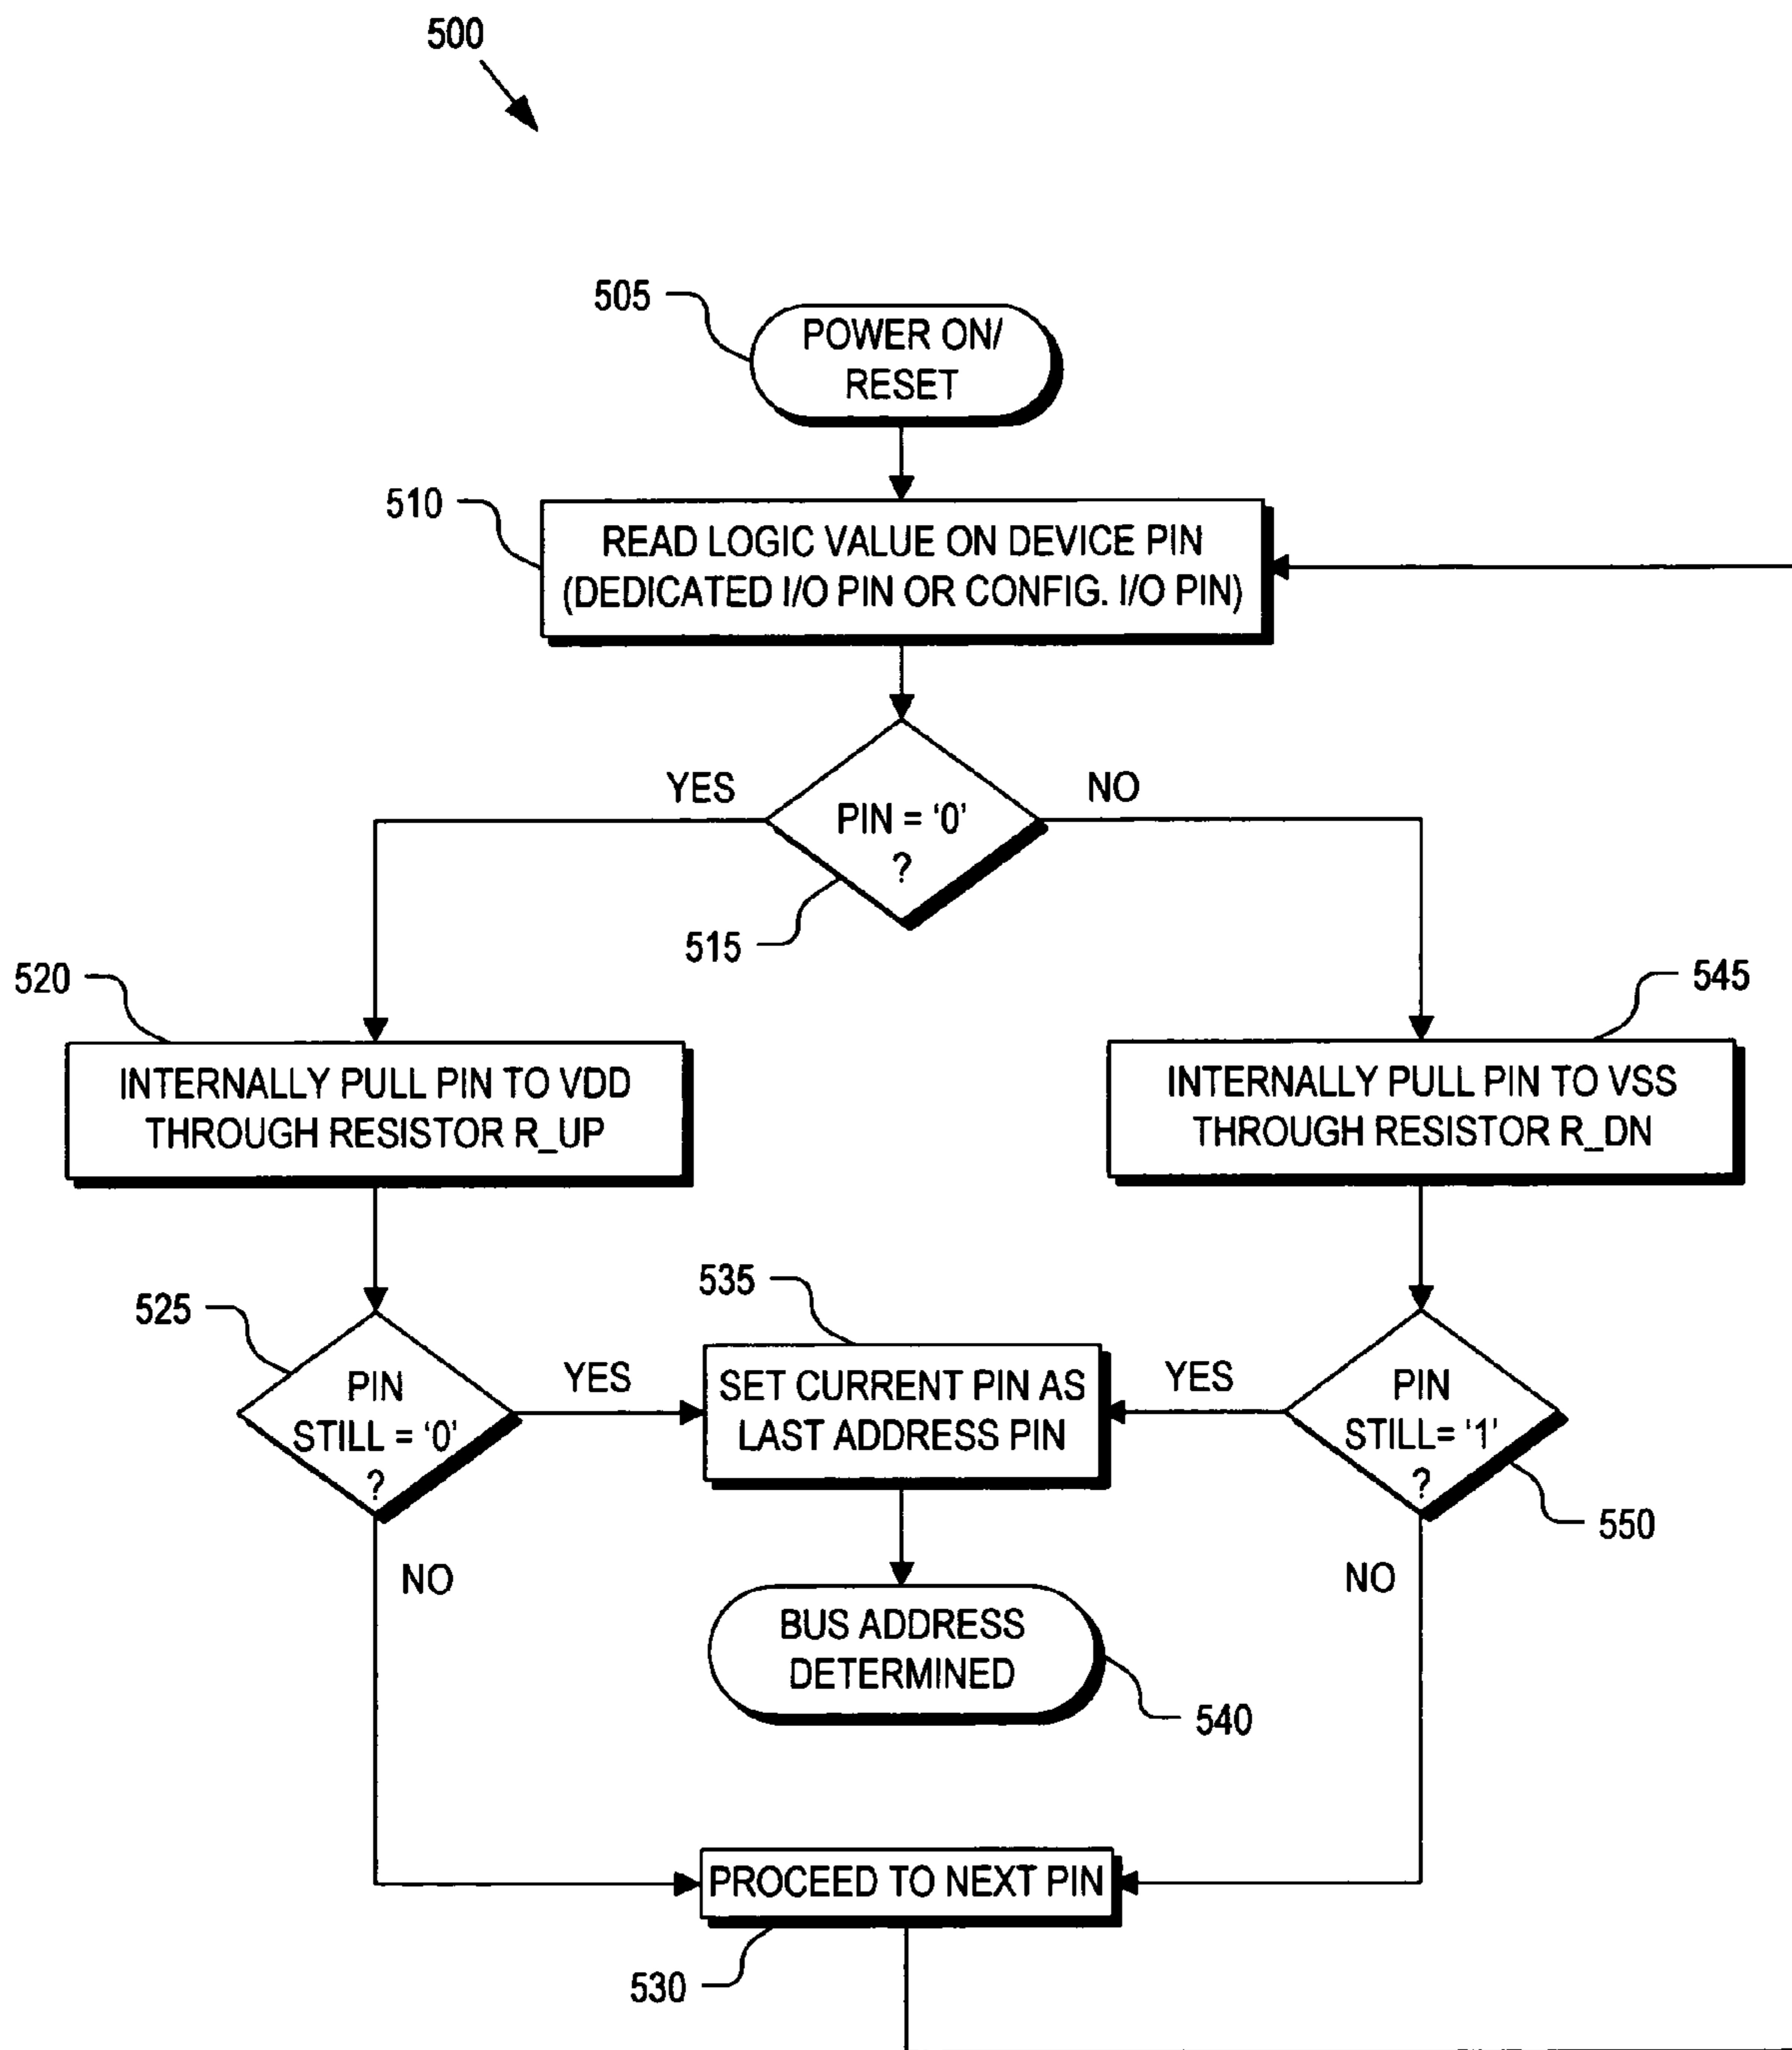 500
505
POWER ON/
RESET
510
READ LOGIC VALUE ON DEVICE PIN
(DEDICATED I/O PIN OR CONFIG. I/O PIN)
YES
NO
PIN = ‘0’
?
515
520
545
INTERNALLY PULL PIN TO VDD
THROUGH RESISTOR R_UP
INTERNALLY PULL PIN TO VSS
THROUGH RESISTOR R_DN
525
535
PIN
STILL = ‘0’
?
YES
SET CURRENT PIN AS
LAST ADDRESS PIN
YES
PIN
STILL= ‘1’
?
550
NO
NO
BUS ADDRESS
DETERMINED
540
PROCEED TO NEXT PIN
530